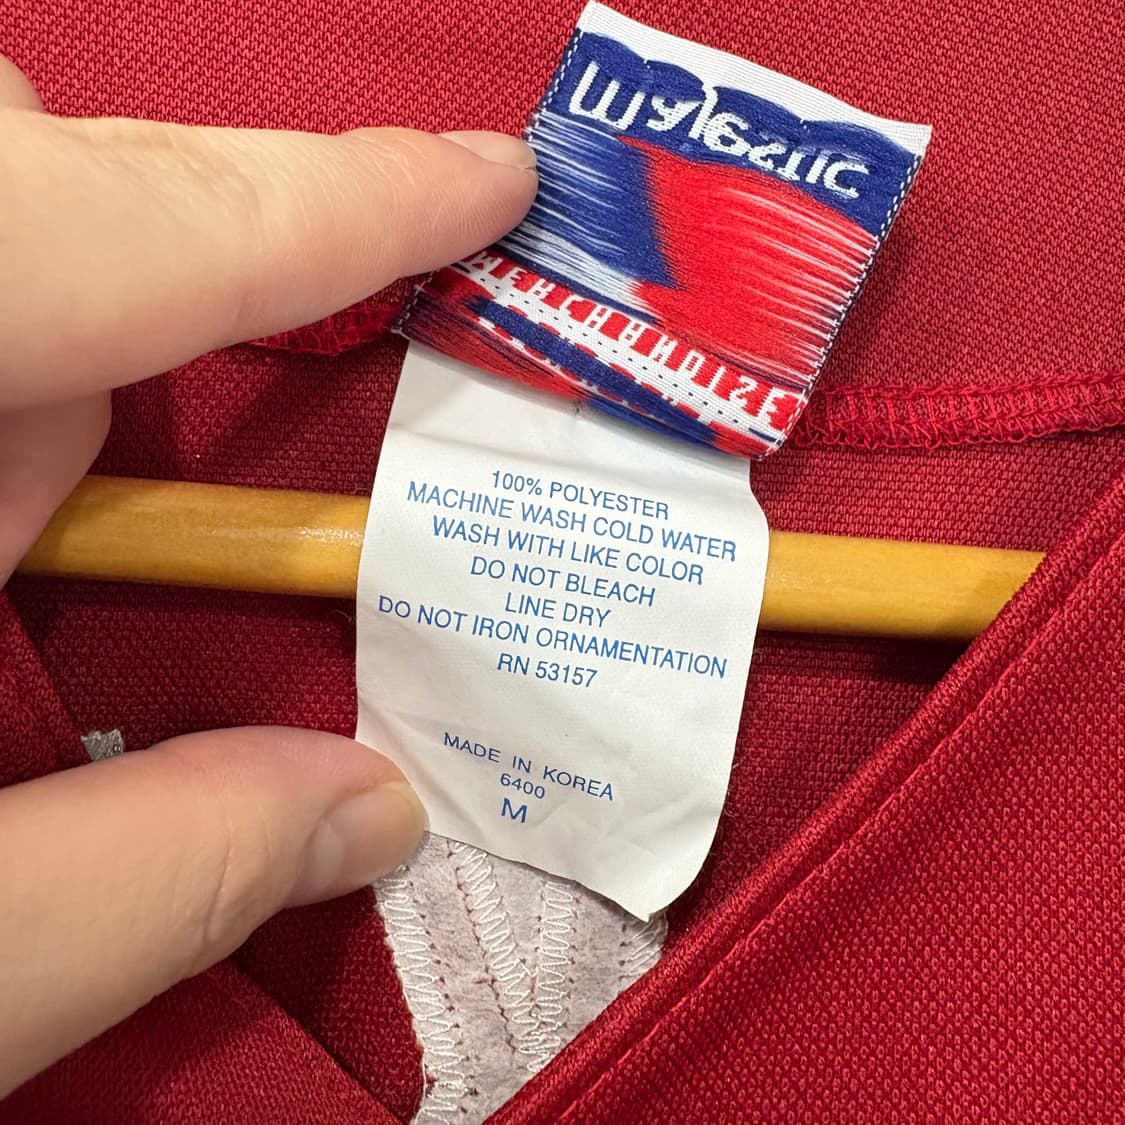 Majestic
MERCHANDISE
100% POLYESTER
MACHINE WASH COLD WATER
WASH WITH LIKE COLOR
DO NOT BLEACH
LINE DRY
DO NOT IRON ORNAMENTATION
RN 53157
MADE IN KOREA
6400
M